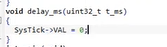 void delay_ms(uint32_t t_ms)
{
SysTick->VAL = 0;